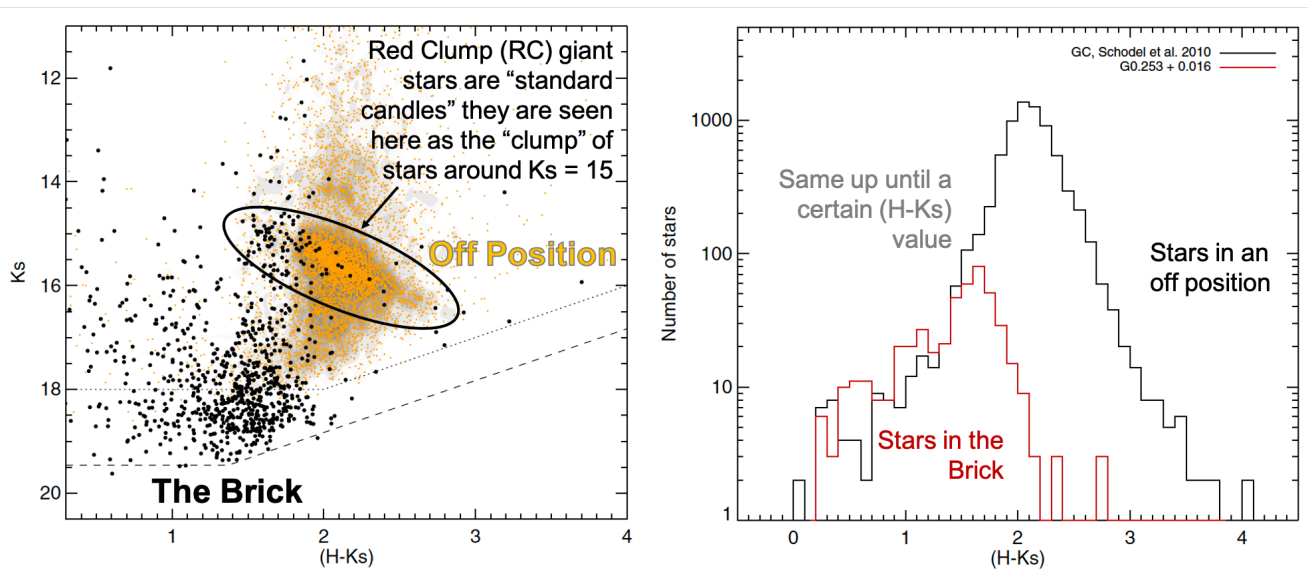 Red Clump (RC) giant
stars are “standard
candles” they are seen
here as the “clump” of
stars around Ks = 15
Off Position
The Brick
Ks
12
14
16
18
20
1 2 3 4
(H-Ks)
GC, Schodel et al. 2010
G0.253 + 0.016
Same up until a
certain (H-Ks)
value
Stars in an
off position
Stars in the
Brick
Number of stars
1000
100
10
1
0 1 2 3 4
(H-Ks)